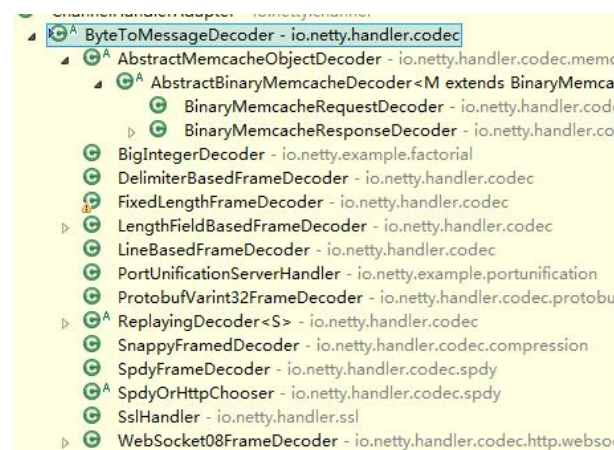 ByteToMessageDecoder - io.netty.handler.codec
AbstractMemcacheObjectDecoder - io.netty.handler.codec.memc
AbstractBinaryMemcacheDecoder<M extends BinaryMemca
BinaryMemcacheRequestDecoder - io.netty.handler.cod
BinaryMemcacheResponseDecoder - io.netty.handler.co
BigIntegerDecoder - io.netty.example.factorial
DelimiterBasedFrameDecoder - io.netty.handler.codec
FixedLengthFrameDecoder - io.netty.handler.codec
LengthFieldBasedFrameDecoder - io.netty.handler.codec
LineBasedFrameDecoder - io.netty.handler.codec
PortUnificationServerHandler - io.netty.example.portunification
ProtobufVarint32FrameDecoder - io.netty.handler.codec.protobu
ReplayingDecoder<S> - io.netty.handler.codec
SnappyFramedDecoder - io.netty.handler.codec.compression
SpdyFrameDecoder - io.netty.handler.codec.spdy
SpdyOrHttpChooser - io.netty.handler.codec.spdy
SslHandler - io.netty.handler.ssl
WebSocket08FrameDecoder - io.netty.handler.codec.http.webso